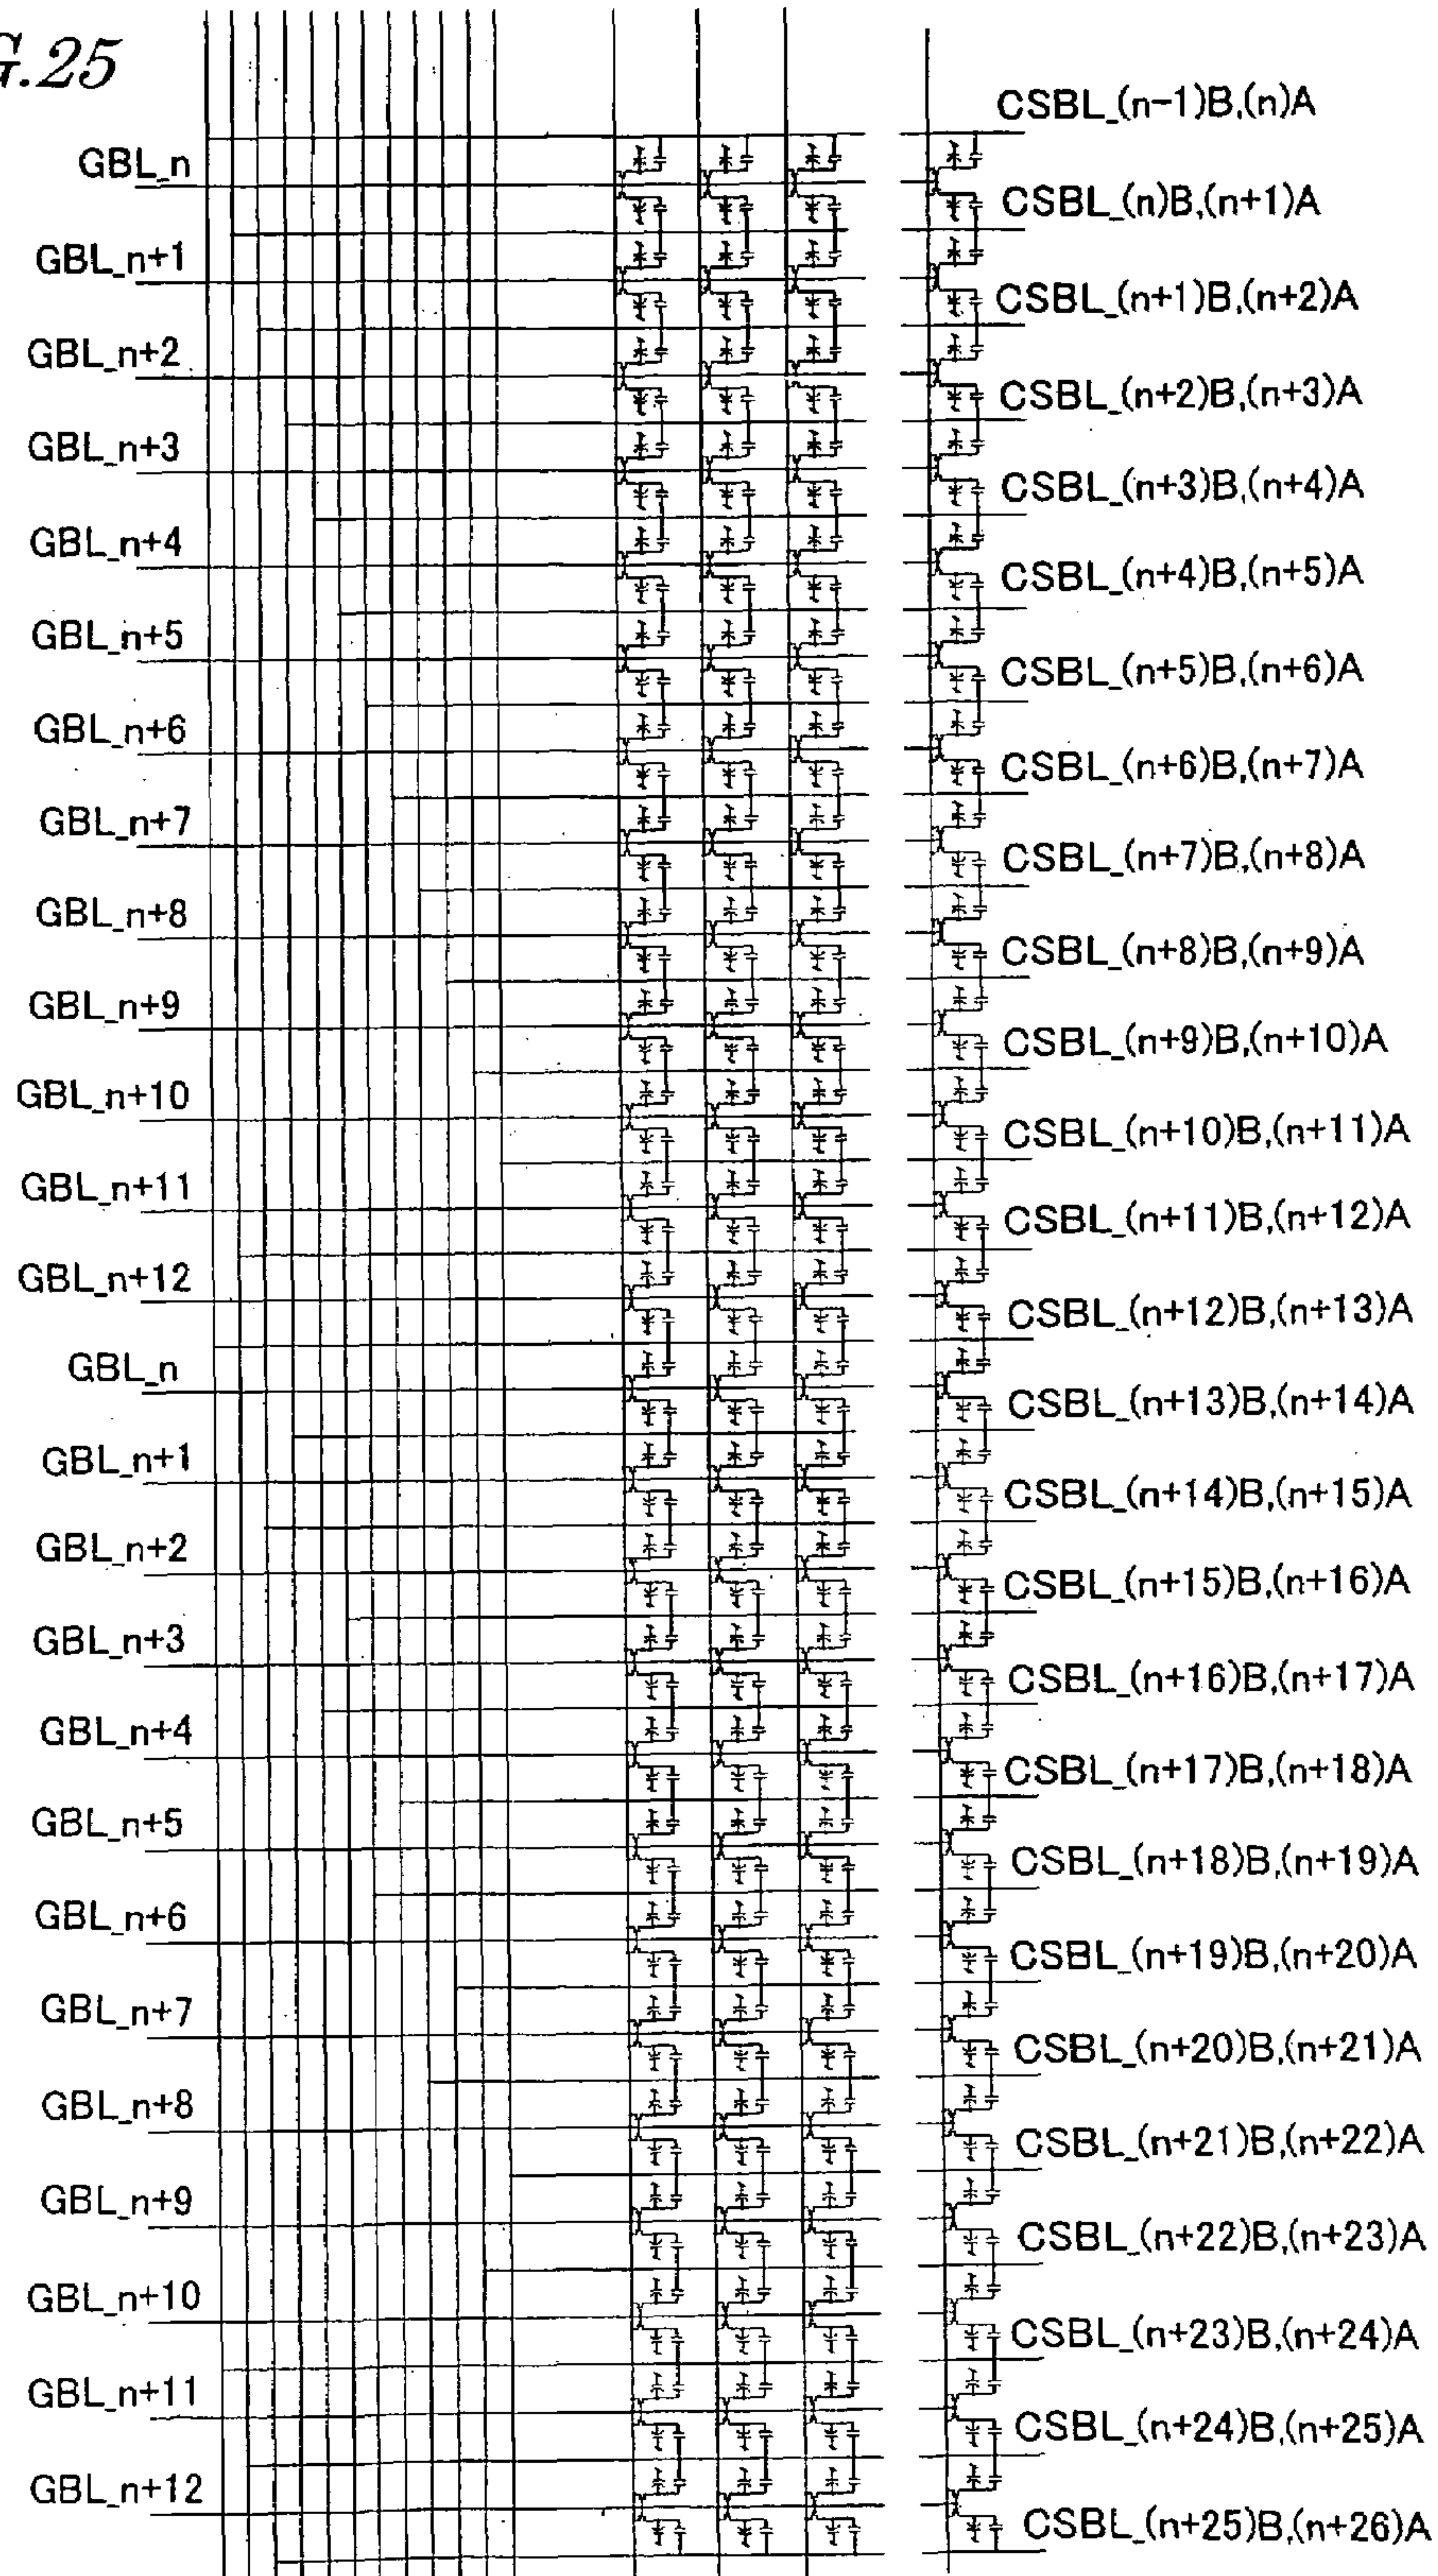 G.25
CSBL_(n-1)B,(n)A
GBL_n
CSBL_(n)B,(n+1)A
GBL_n+1
CSBL_(n+1)B,(n+2)A
GBL_n+2
CSBL_(n+2)B,(n+3)A
GBL_n+3
CSBL_(n+3)B,(n+4)A
GBL_n+4
CSBL_(n+4)B,(n+5)A
GBL_n+5
CSBL_(n+5)B,(n+6)A
GBL_n+6
CSBL_(n+6)B,(n+7)A
GBL_n+7
CSBL_(n+7)B,(n+8)A
GBL_n+8
CSBL_(n+8)B,(n+9)A
GBL_n+9
CSBL_(n+9)B,(n+10)A
GBL_n+10
CSBL_(n+10)B,(n+11)A
GBL_n+11
CSBL_(n+11)B,(n+12)A
GBL_n+12
CSBL_(n+12)B,(n+13)A
GBL_n
CSBL_(n+13)B,(n+14)A
GBL_n+1
CSBL_(n+14)B,(n+15)A
GBL_n+2
CSBL_(n+15)B,(n+16)A
GBL_n+3
CSBL_(n+16)B,(n+17)A
GBL_n+4
CSBL_(n+17)B,(n+18)A
GBL_n+5
CSBL_(n+18)B,(n+19)A
GBL_n+6
CSBL_(n+19)B,(n+20)A
GBL_n+7
CSBL_(n+20)B,(n+21)A
GBL_n+8
CSBL_(n+21)B,(n+22)A
GBL_n+9
CSBL_(n+22)B,(n+23)A
GBL_n+10
CSBL_(n+23)B,(n+24)A
GBL_n+11
CSBL_(n+24)B,(n+25)A
GBL_n+12
CSBL_(n+25)B,(n+26)A